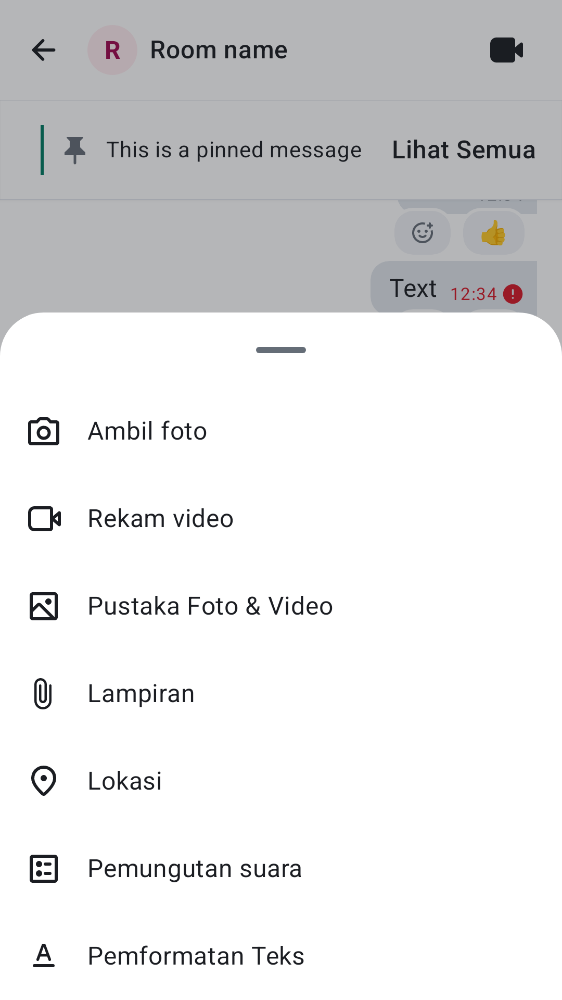 R
Room name
This is a pinned message
Lihat Semua
Text 12:34
Ambil foto
Rekam video
Pustaka Foto & Video
Lampiran
Lokasi
Pemungutan suara
Pemformatan Teks